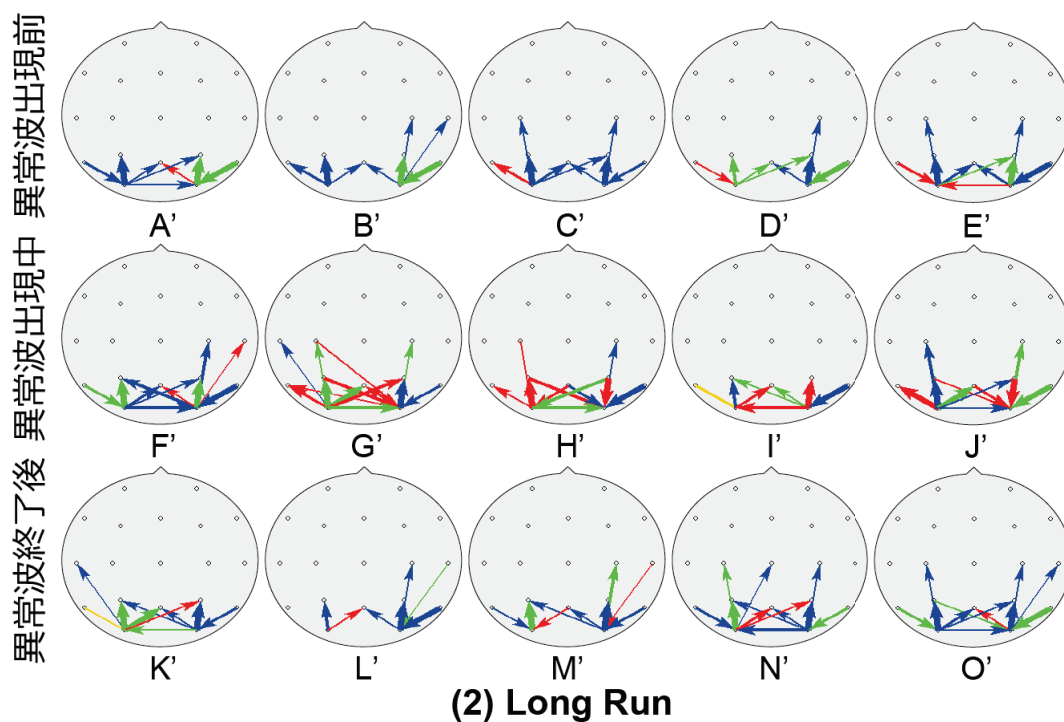 異常波出現前
A’ B’ C’ D’ E’
異常波出現中
F’ G’ H’ I’ J’
異常波終了後
K’ L’ M’ N’ O’
(2) Long Run